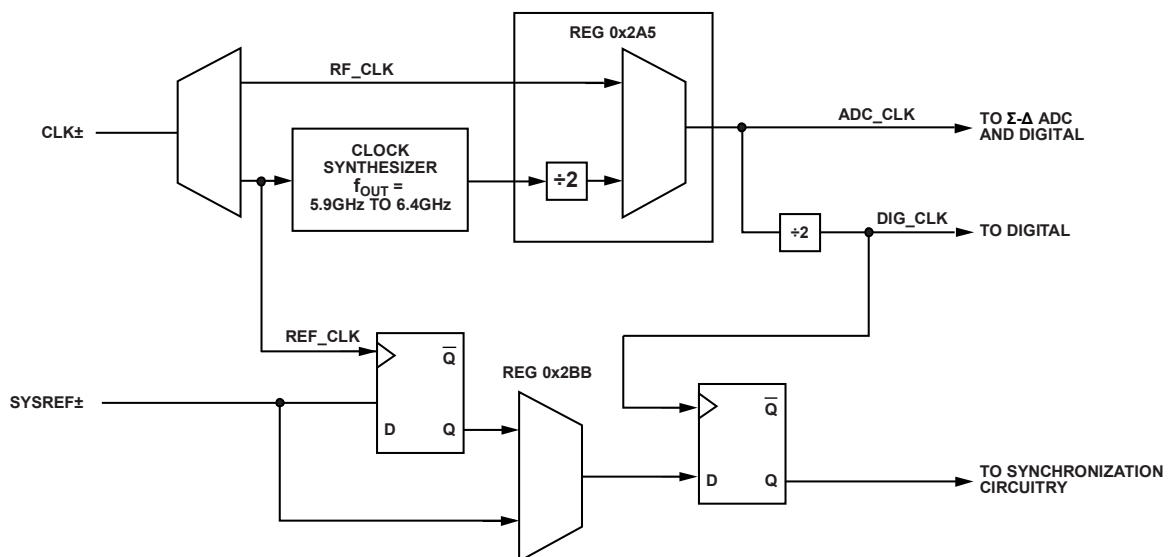 REG 0x2A5
RF_CLK
CLK±
CLOCK
SYNTHESIZER
fOUT =
5.9GHz TO 6.4GHz
÷2
ADC_CLK
TO Σ-Δ ADC
AND DIGITAL
÷2
DIG_CLK
TO DIGITAL
REF_CLK
SYSREF±
Q̅
D
Q
REG 0x2BB
Q̅
D
Q
TO SYNCHRONIZATION
CIRCUITRY